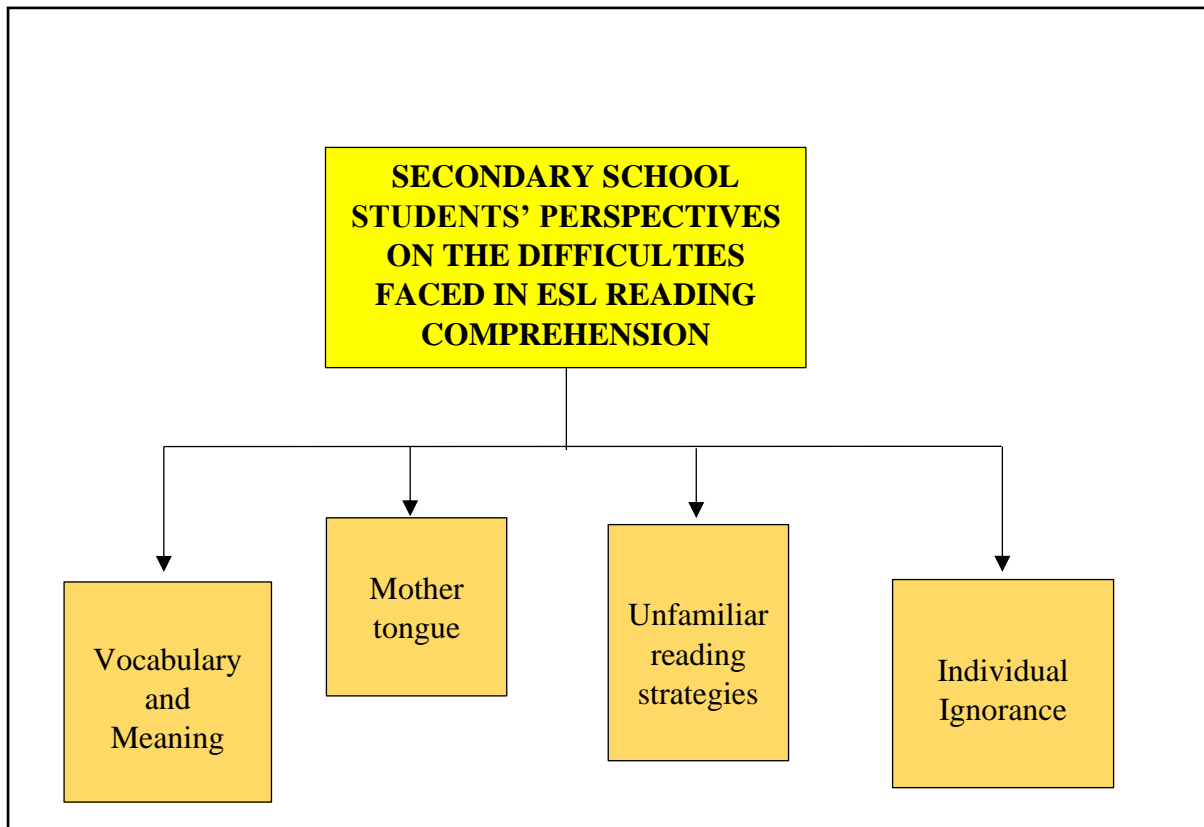 SECONDARY SCHOOL
STUDENTS’ PERSPECTIVES
ON THE DIFFICULTIES
FACED IN ESL READING
COMPREHENSION
Vocabulary
and
Meaning
Mother
tongue
Unfamiliar
reading
strategies
Individual
Ignorance